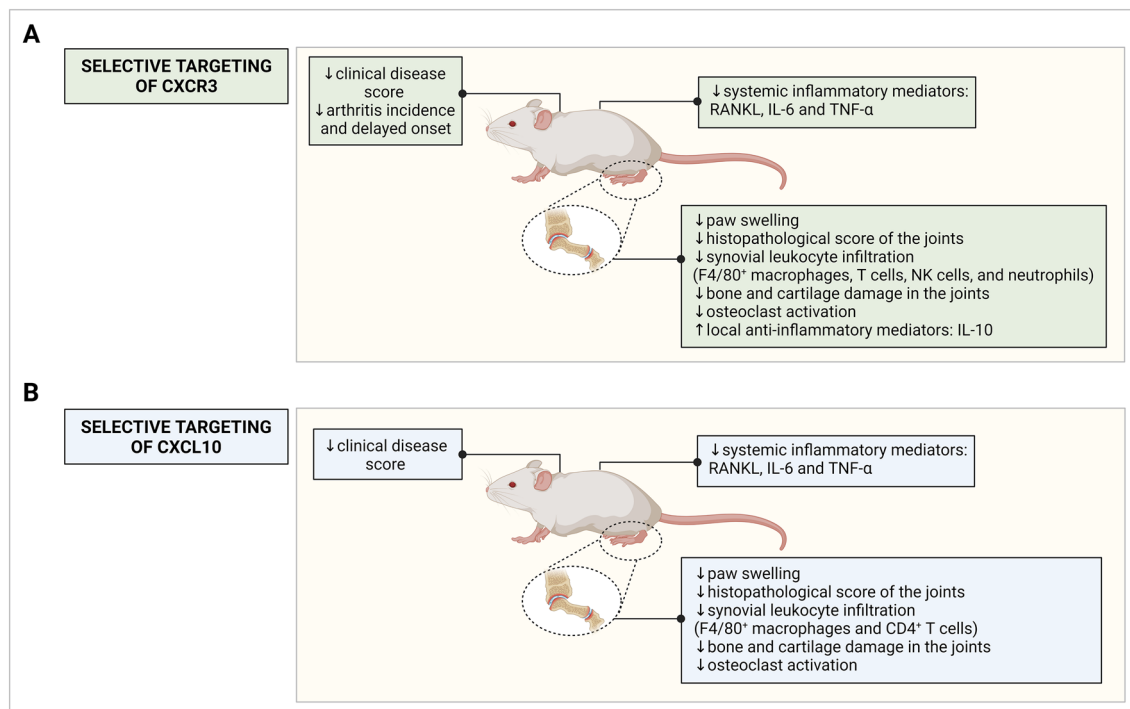 A
SELECTIVE TARGETING
OF CXCR3
↓clinical disease
score
↓arthritis incidence
and delayed onset
↓systemic inflammatory mediators:
RANKL, IL-6 and TNF-α
↓paw swelling
↓histopathological score of the joints
↓synovial leukocyte infiltration
(F4/80⁺ macrophages, T cells, NK cells, and neutrophils)
↓bone and cartilage damage in the joints
↓osteoclast activation
↑local anti-inflammatory mediators: IL-10
B
SELECTIVE TARGETING
OF CXCL10
↓clinical disease
score
↓systemic inflammatory mediators:
RANKL, IL-6 and TNF-α
↓paw swelling
↓histopathological score of the joints
↓synovial leukocyte infiltration
(F4/80⁺ macrophages and CD4⁺ T cells)
↓bone and cartilage damage in the joints
↓osteoclast activation